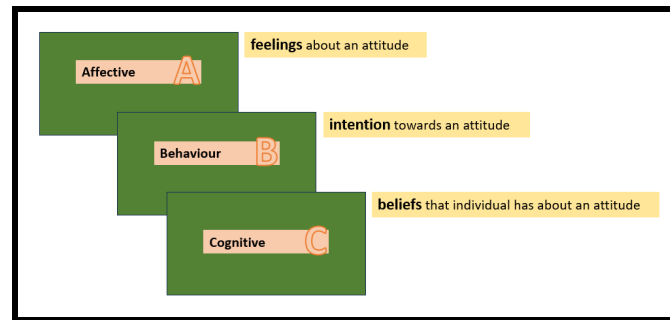 feelings about an attitude
Affective A
intention towards an attitude
Behaviour B
beliefs that individual has about an attitude
Cognitive C